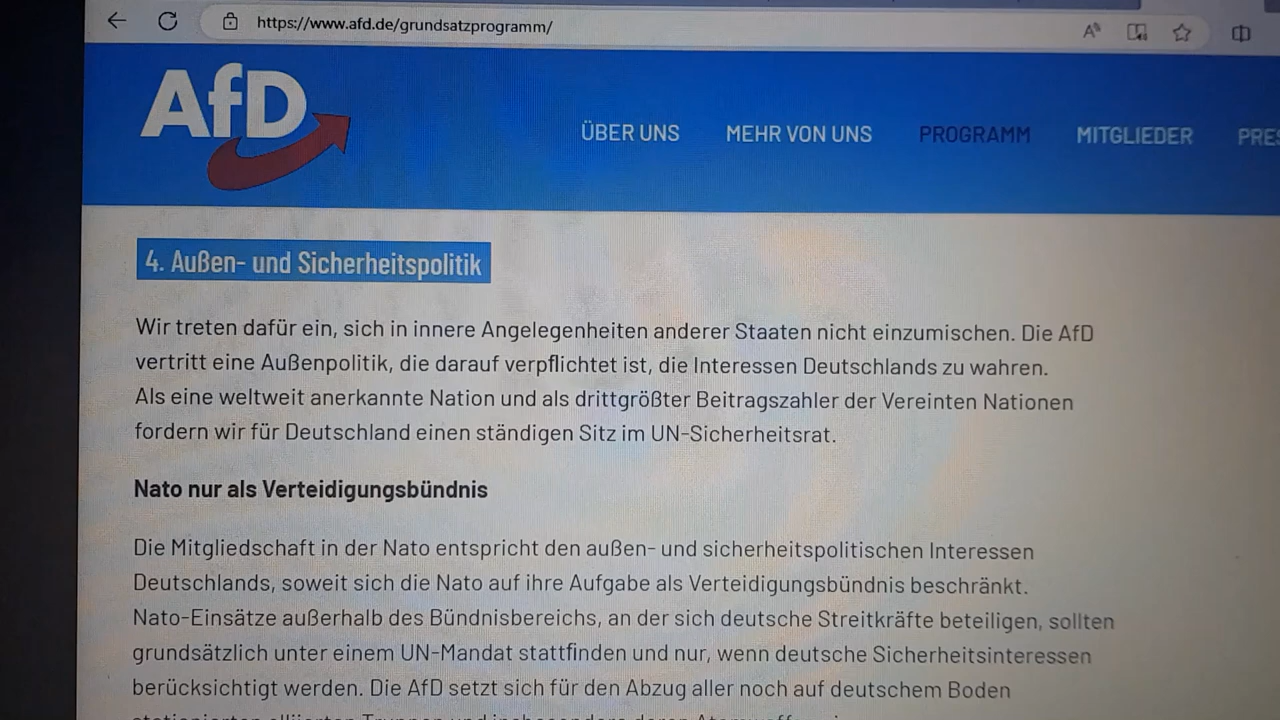 https://www.afd.de/grundsatzprogramm/
AfD
ÜBER UNS MEHR VON UNS PROGRAMM MITGLIEDER
4. Außen- und Sicherheitspolitik
Wir treten dafür ein, sich in innere Angelegenheiten anderer Staaten nicht einzumischen. Die AfD
vertritt eine Außenpolitik, die darauf verpflichtet ist, die Interessen Deutschlands zu wahren.
Als eine weltweit anerkannte Nation und als drittgrößter Beitragszahler der Vereinten Nationen
fordern wir für Deutschland einen ständigen Sitz im UN-Sicherheitsrat.
Nato nur als Verteidigungsbündnis
Die Mitgliedschaft in der Nato entspricht den außen- und sicherheitspolitischen Interessen
Deutschlands, soweit sich die Nato auf ihre Aufgabe als Verteidigungsbündnis beschränkt.
Nato-Einsätze außerhalb des Bündnisbereichs, an der sich deutsche Streitkräfte beteiligen, sollten
grundsätzlich unter einem UN-Mandat stattfinden und nur, wenn deutsche Sicherheitsinteressen
berücksichtigt werden. Die AfD setzt sich für den Abzug aller noch auf deutschem Boden